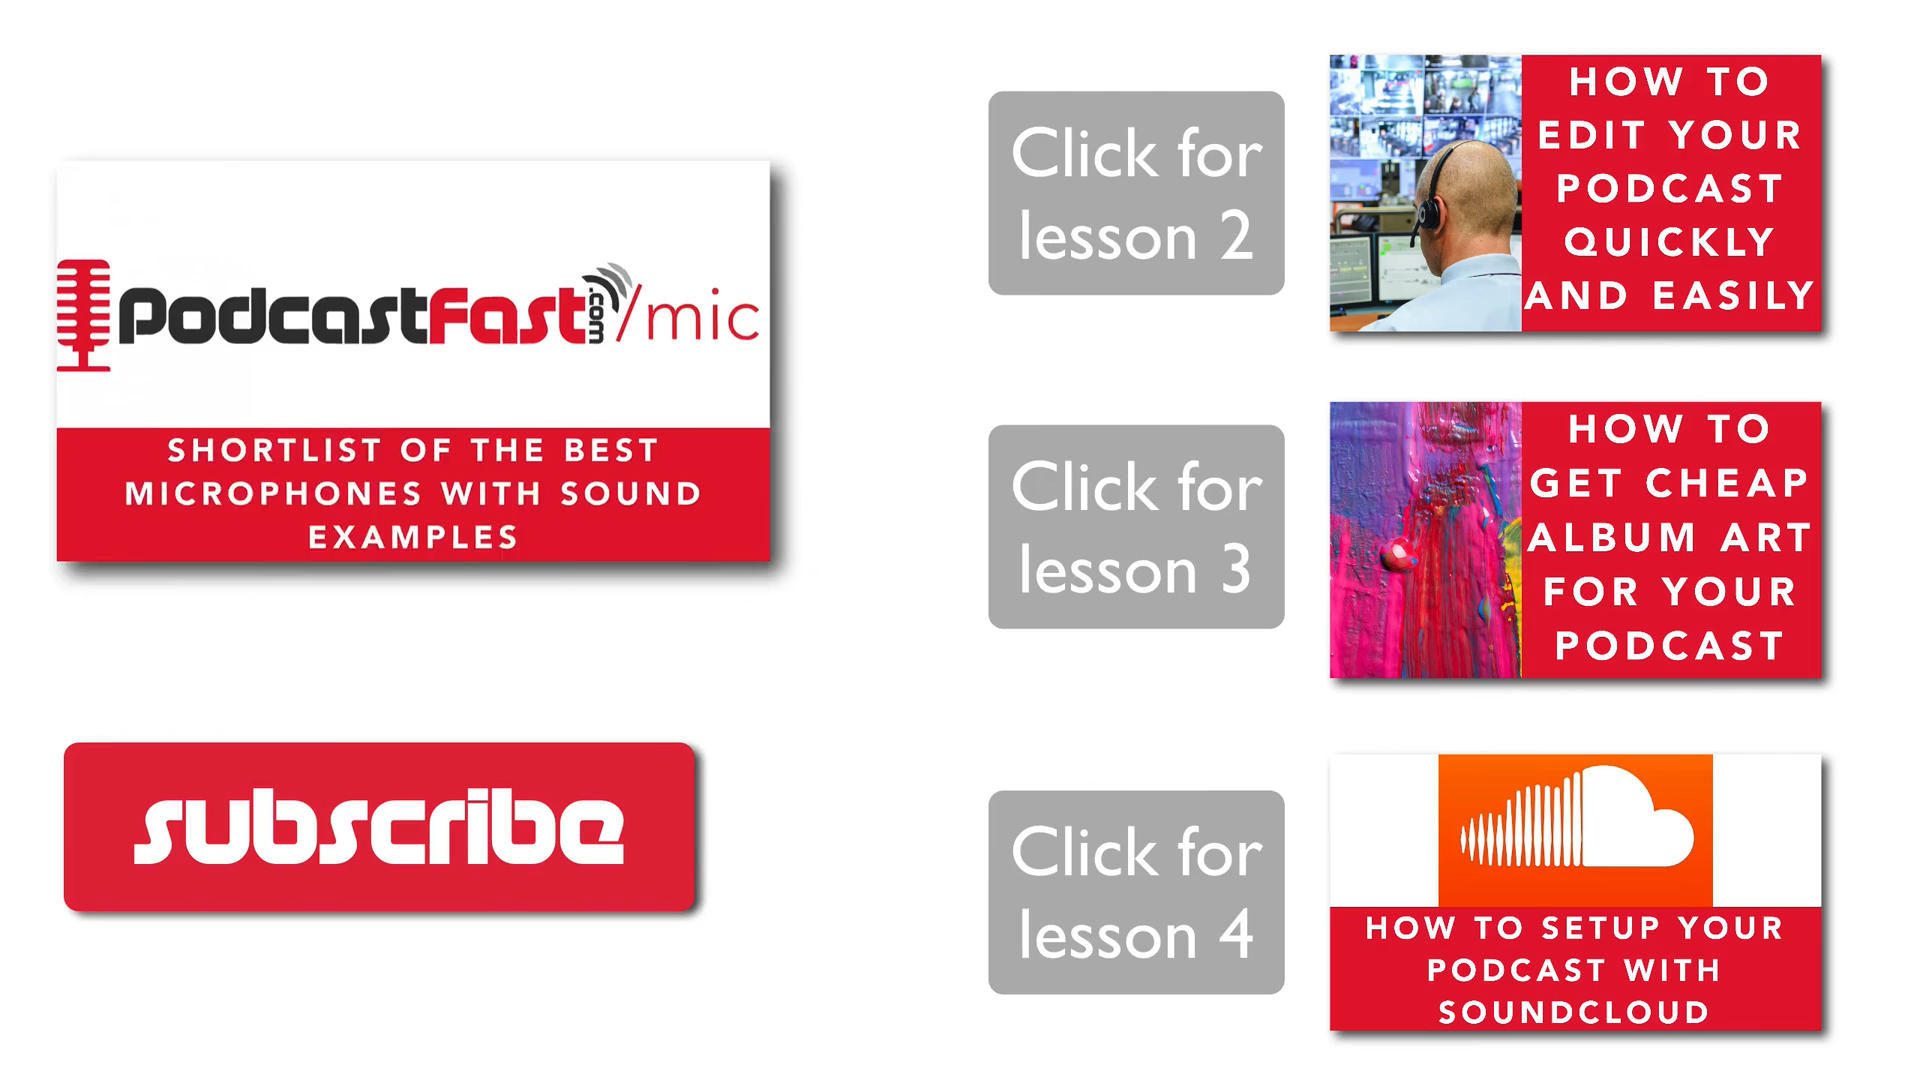 PodcastFast.com/mic
SHORTLIST OF THE BEST
MICROPHONES WITH SOUND
EXAMPLES
subscribe
Click for
lesson 2
HOW TO
EDIT YOUR
PODCAST
QUICKLY
AND EASILY
Click for
lesson 3
HOW TO
GET CHEAP
ALBUM ART
FOR YOUR
PODCAST
Click for
lesson 4
HOW TO SETUP YOUR
PODCAST WITH
SOUNDCLOUD